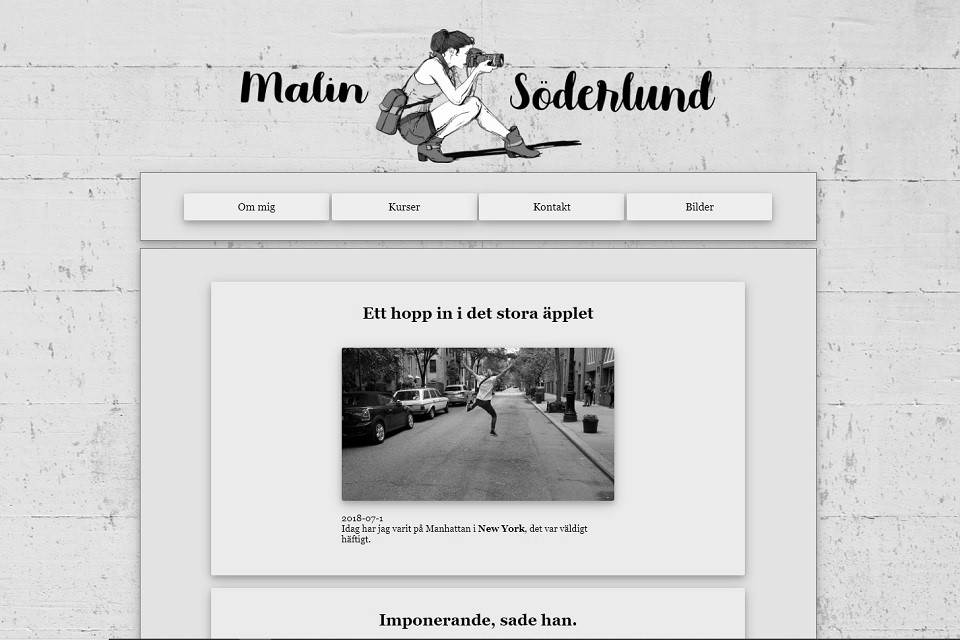 Malin Söderlund
Om mig Kurser Kontakt Bilder
Ett hopp in i det stora äpplet
2018-07-1
Idag har jag varit på Manhattan i New York, det var väldigt
häftigt.
Imponerande, sade han.